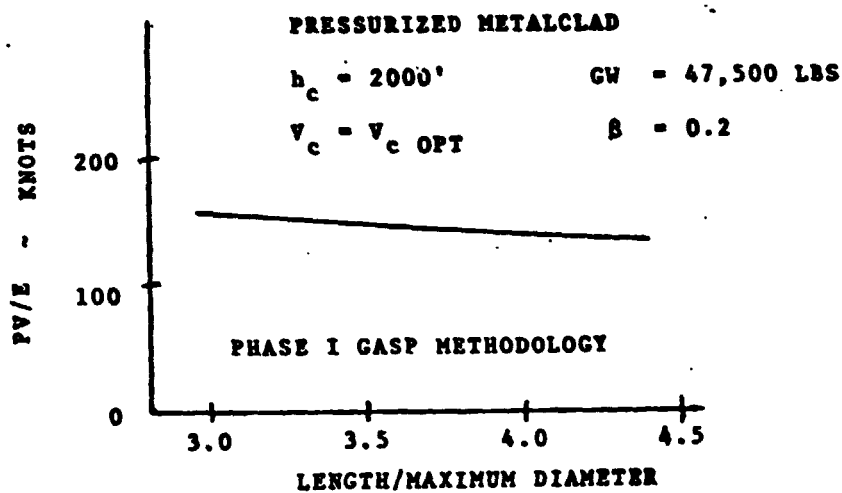 PRESSURIZED METALCLAD
h_c = 2000' GW = 47,500 LBS
V_c = V_c OPT β = 0.2
PV/E ~ KNOTS
200
100
0
PHASE I GASP METHODOLOGY
3.0 3.5 4.0 4.5
LENGTH/MAXIMUM DIAMETER